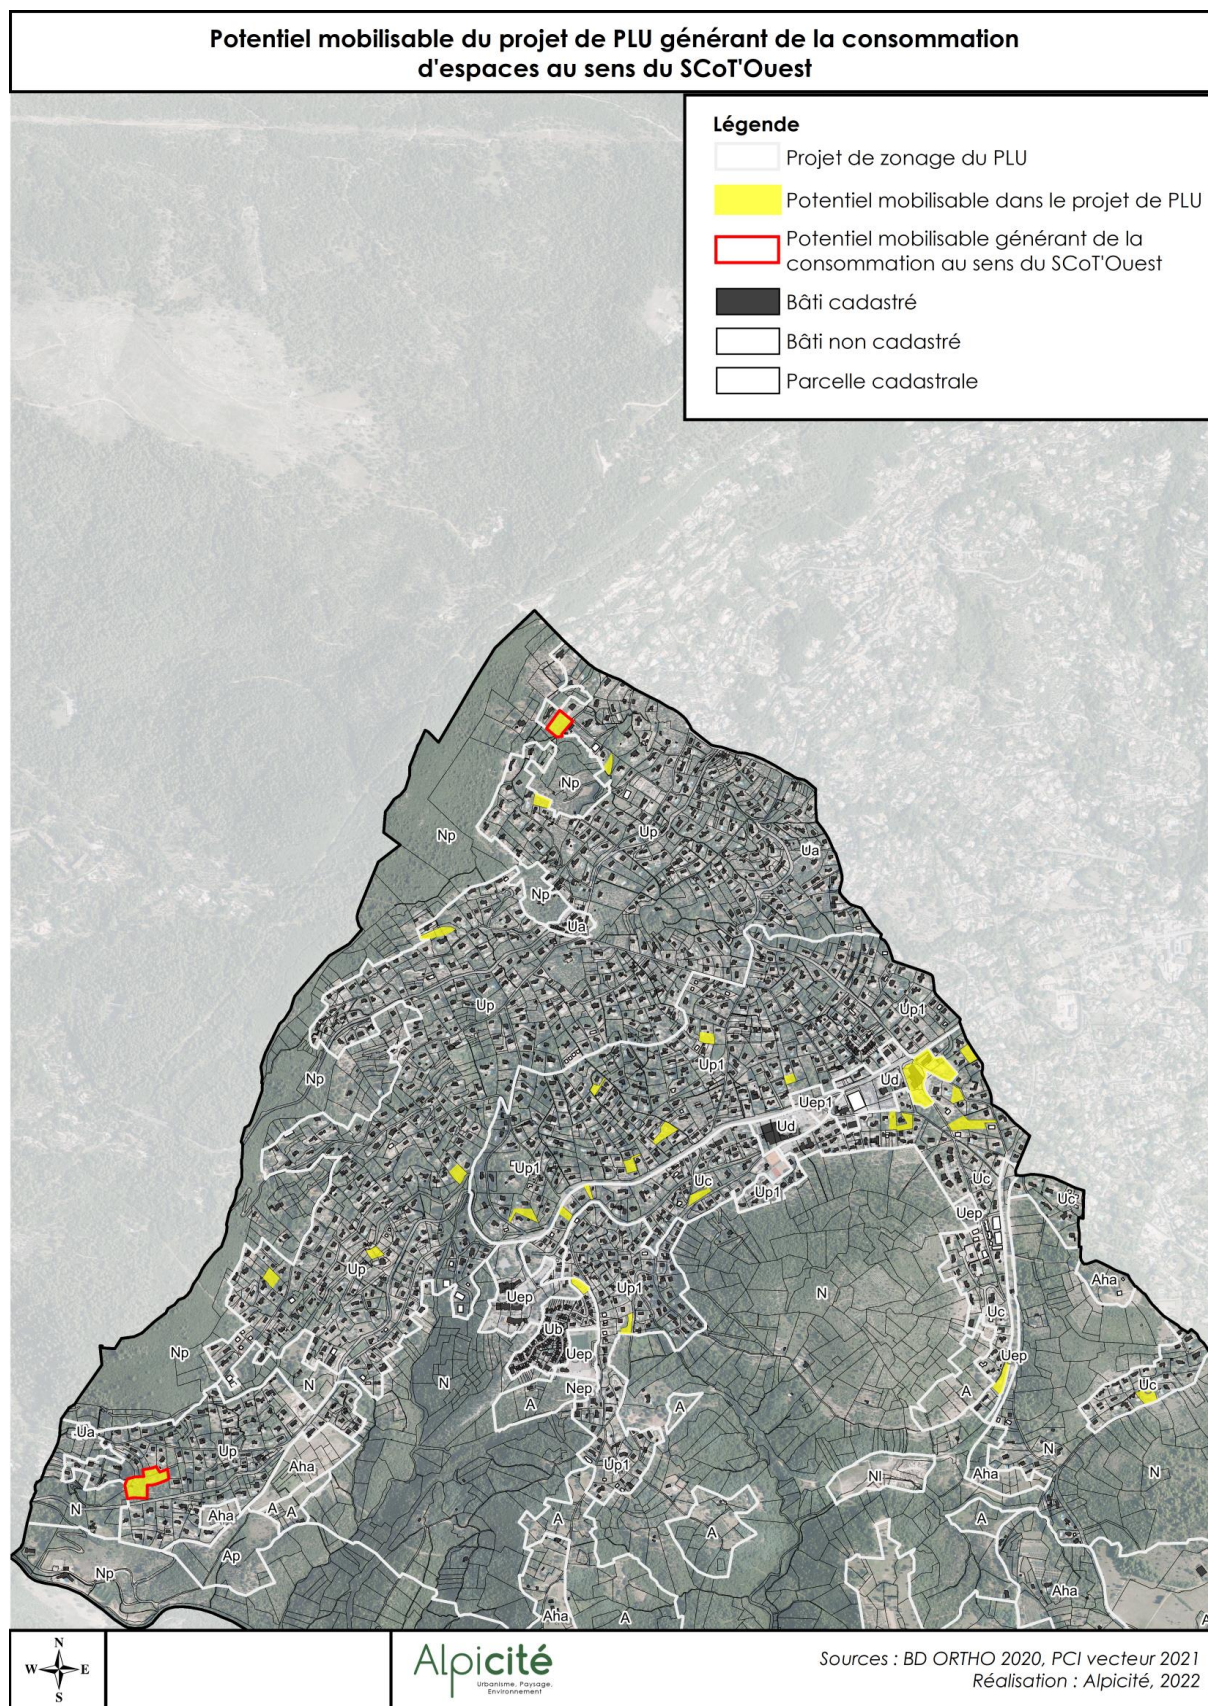 Potentiel mobilisable du projet de PLU générant de la consommation
d'espaces au sens du SCoT'Ouest
Légende
Projet de zonage du PLU
Potentiel mobilisable dans le projet de PLU
Potentiel mobilisable générant de la
consommation au sens du SCoT'Ouest
Bâti cadastré
Bâti non cadastré
Parcelle cadastrale
Np
Np
Up
Ua
Np
Ua
Up
Up1
Up1
Np
Ud
Uep1
Ud
Up1
Uc
Up1
Uc
Uc
Uep
Up
Uep
Up1
N
Aha
Uc
Ub
Uep
Np
N
N
Nep
Uep
Uc
A
A
A
Ua
Up
Aha
Up1
N
Aha
Nl
N
N
Aha
A
A
A
A
A
Ap
Np
Aha
Aha
A
A
N
W
E
S
Alpicité
Urbanisme, Paysage,
Environnement
Sources : BD ORTHO 2020, PCI vecteur 2021
Réalisation : Alpicité, 2022